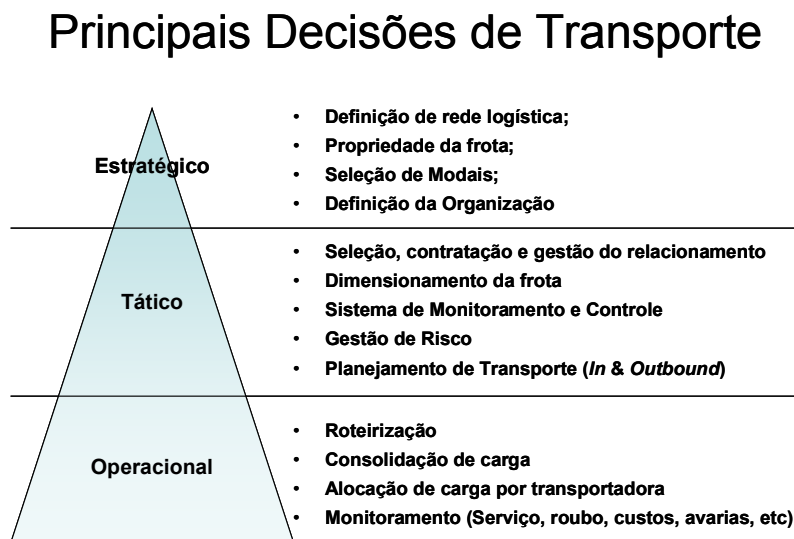 Principais Decisões de Transporte
Estratégico
• Definição de rede logística;
• Propriedade da frota;
• Seleção de Modais;
• Definição da Organização
Tático
• Seleção, contratação e gestão do relacionamento
• Dimensionamento da frota
• Sistema de Monitoramento e Controle
• Gestão de Risco
• Planejamento de Transporte (In & Outbound)
Operacional
• Roteirização
• Consolidação de carga
• Alocação de carga por transportadora
• Monitoramento (Serviço, roubo, custos, avarias, etc)